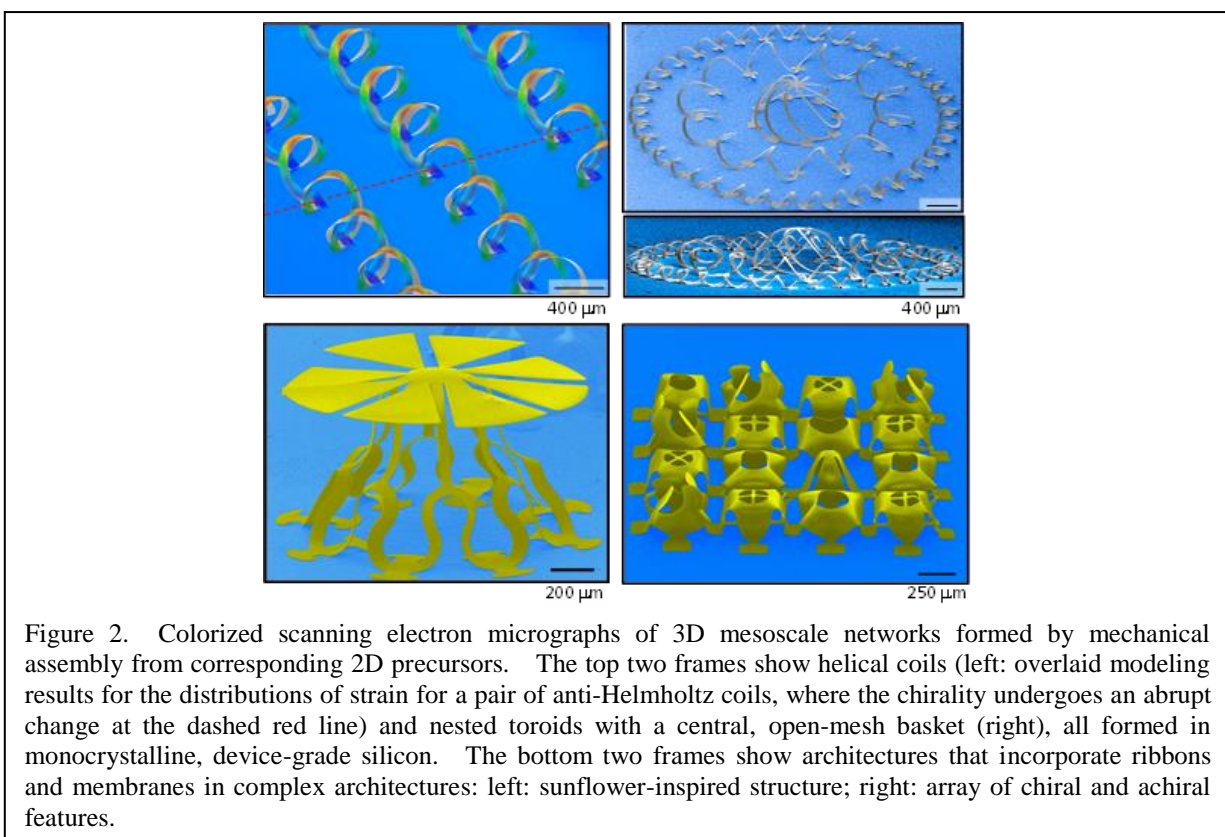 400 μm
400 μm
200 μm
250 μm
Figure 2. Colorized scanning electron micrographs of 3D mesoscale networks formed by mechanical
assembly from corresponding 2D precursors. The top two frames show helical coils (left: overlaid modeling
results for the distributions of strain for a pair of anti-Helmholtz coils, where the chirality undergoes an abrupt
change at the dashed red line) and nested toroids with a central, open-mesh basket (right), all formed in
monocrystalline, device-grade silicon. The bottom two frames show architectures that incorporate ribbons
and membranes in complex architectures: left: sunflower-inspired structure; right: array of chiral and achiral
features.